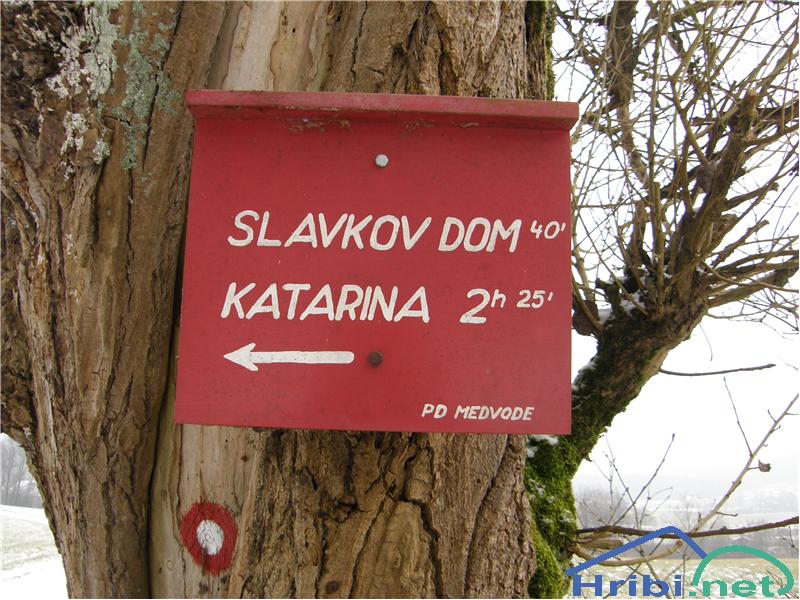 SLAVKOV DOM 40'
KATARINA 2h 25'
PD MEDVODE
Hribi.net